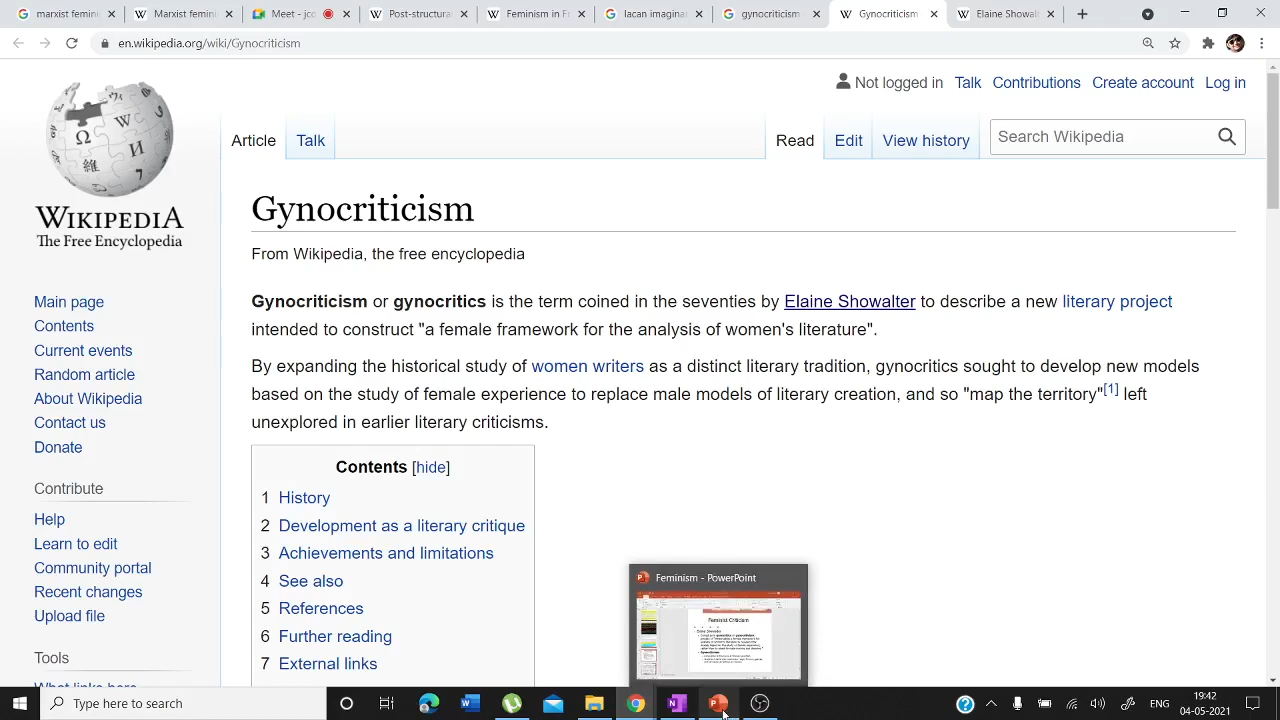 marxist femini
Marxist femini
Meet - jcc
Post-structura
Feminism in Fr
lacan imaginar
gynocriticism
Gynocriticism
Elaine Showalt
en.wikipedia.org/wiki/Gynocriticism
Not logged in Talk Contributions Create account Log in
Article Talk Read Edit View history Search Wikipedia
WIKIPEDIA
The Free Encyclopedia
Gynocriticism
From Wikipedia, the free encyclopedia
Gynocriticism or gynocritics is the term coined in the seventies by Elaine Showalter to describe a new literary project
intended to construct "a female framework for the analysis of women's literature".
By expanding the historical study of women writers as a distinct literary tradition, gynocritics sought to develop new models
based on the study of female experience to replace male models of literary creation, and so "map the territory"[1] left
unexplored in earlier literary criticisms.
Main page
Contents
Current events
Random article
About Wikipedia
Contact us
Donate
Contribute
Help
Learn to edit
Community portal
Recent changes
Upload file
Tools
What links here
Contents [hide]
1 History
2 Development as a literary critique
3 Achievements and limitations
4 See also
5 References
6 Further reading
7 External links
Feminism - PowerPoint
Feminist Criticism
Type here to search
ENG
19:42
04-05-2021